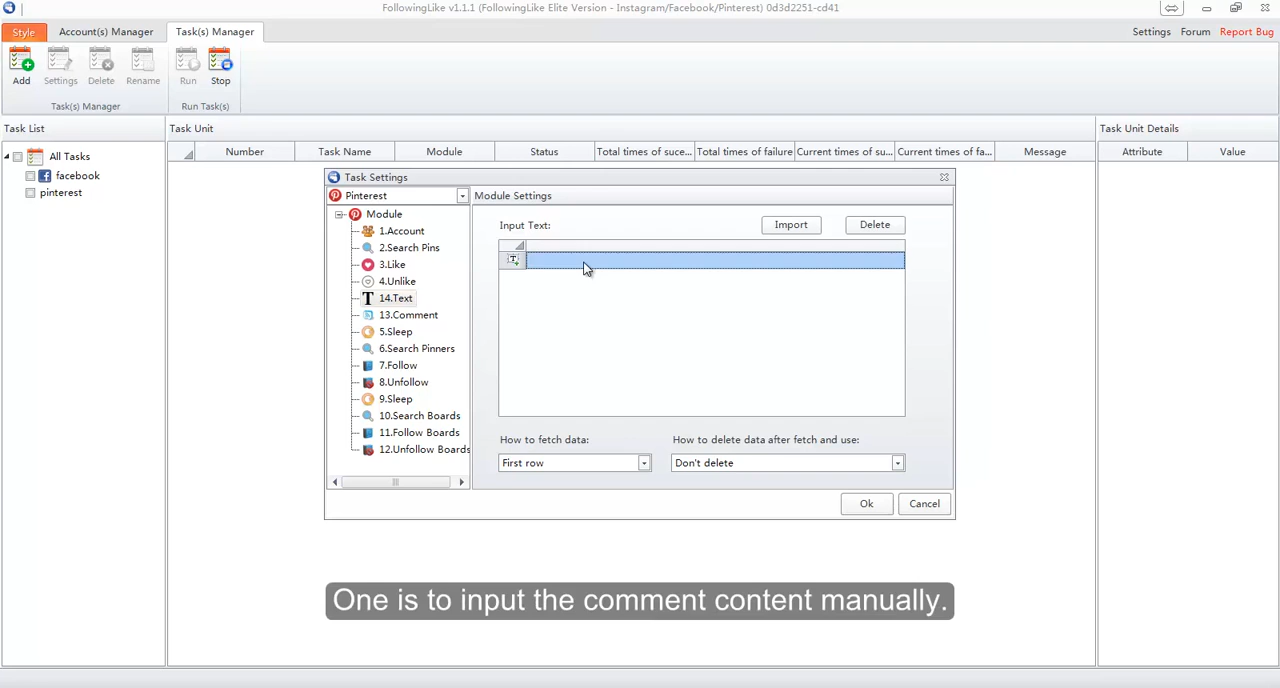 FollowingLike v1.1.1 (FollowingLike Elite Version - Instagram/Facebook/Pinterest) 0d3d2251-cd41
Style
Account(s) Manager
Task(s) Manager
Settings
Forum
Report Bug
Add
Settings
Delete
Rename
Run
Stop
Task(s) Manager
Run Task(s)
Task List
Task Unit
Task Unit Details
All Tasks
facebook
pinterest
Number
Task Name
Module
Status
Total times of suce...
Total times of failure
Current times of su...
Current times of fa...
Message
Attribute
Value
Task Settings
Pinterest
Module Settings
Module
1.Account
2.Search Pins
3.Like
4.Unlike
14.Text
13.Comment
5.Sleep
6.Search Pinners
7.Follow
8.Unfollow
9.Sleep
10.Search Boards
11.Follow Boards
12.Unfollow Boards
Input Text:
Import
Delete
How to fetch data:
How to delete data after fetch and use:
First row
Don't delete
Ok
Cancel
One is to input the comment content manually.